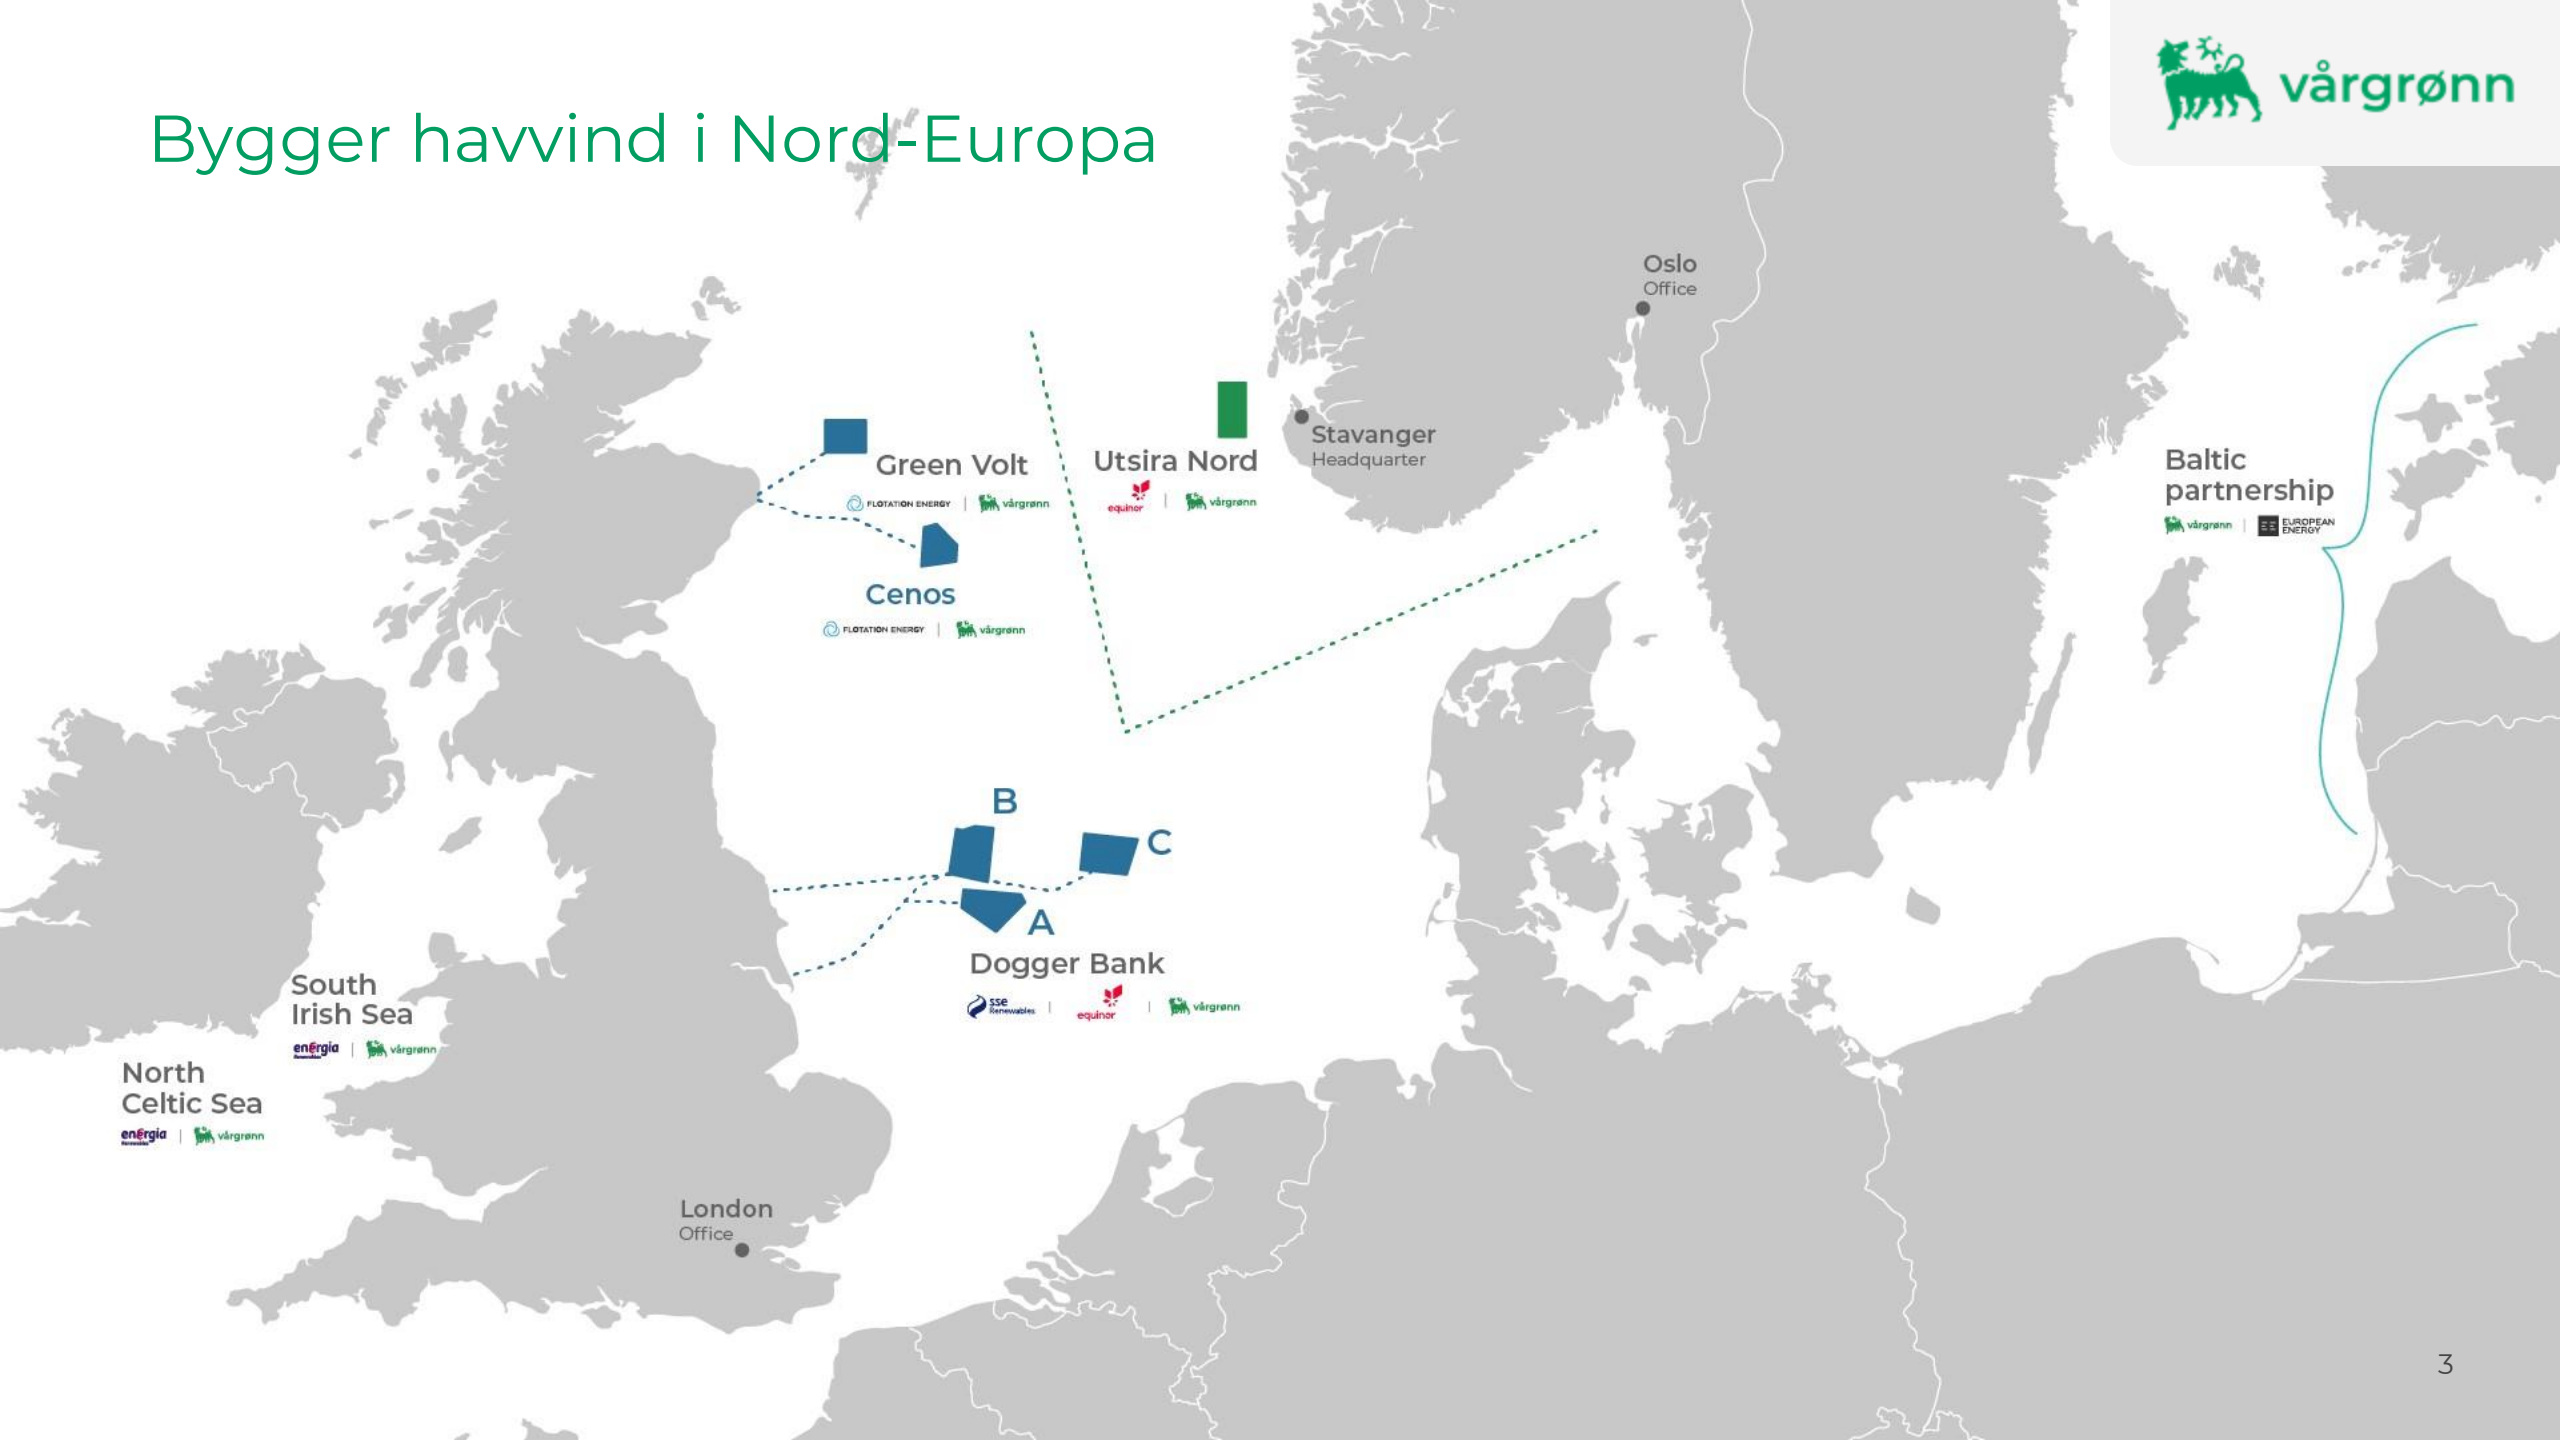 vårgrønn
Bygger havvind i Nord-Europa
Oslo
Office
Stavanger
Headquarter
Green Volt
FLOTATION ENERGY | vårgrønn
Utsira Nord
equinor | vårgrønn
Baltic
partnership
vårgrønn | EUROPEAN
ENERGY
Cenos
FLOTATION ENERGY | vårgrønn
B
C
A
Dogger Bank
sse
Renewables | equinor | vårgrønn
South
Irish Sea
energia
Renewables | vårgrønn
North
Celtic Sea
energia
Renewables | vårgrønn
London
Office
3